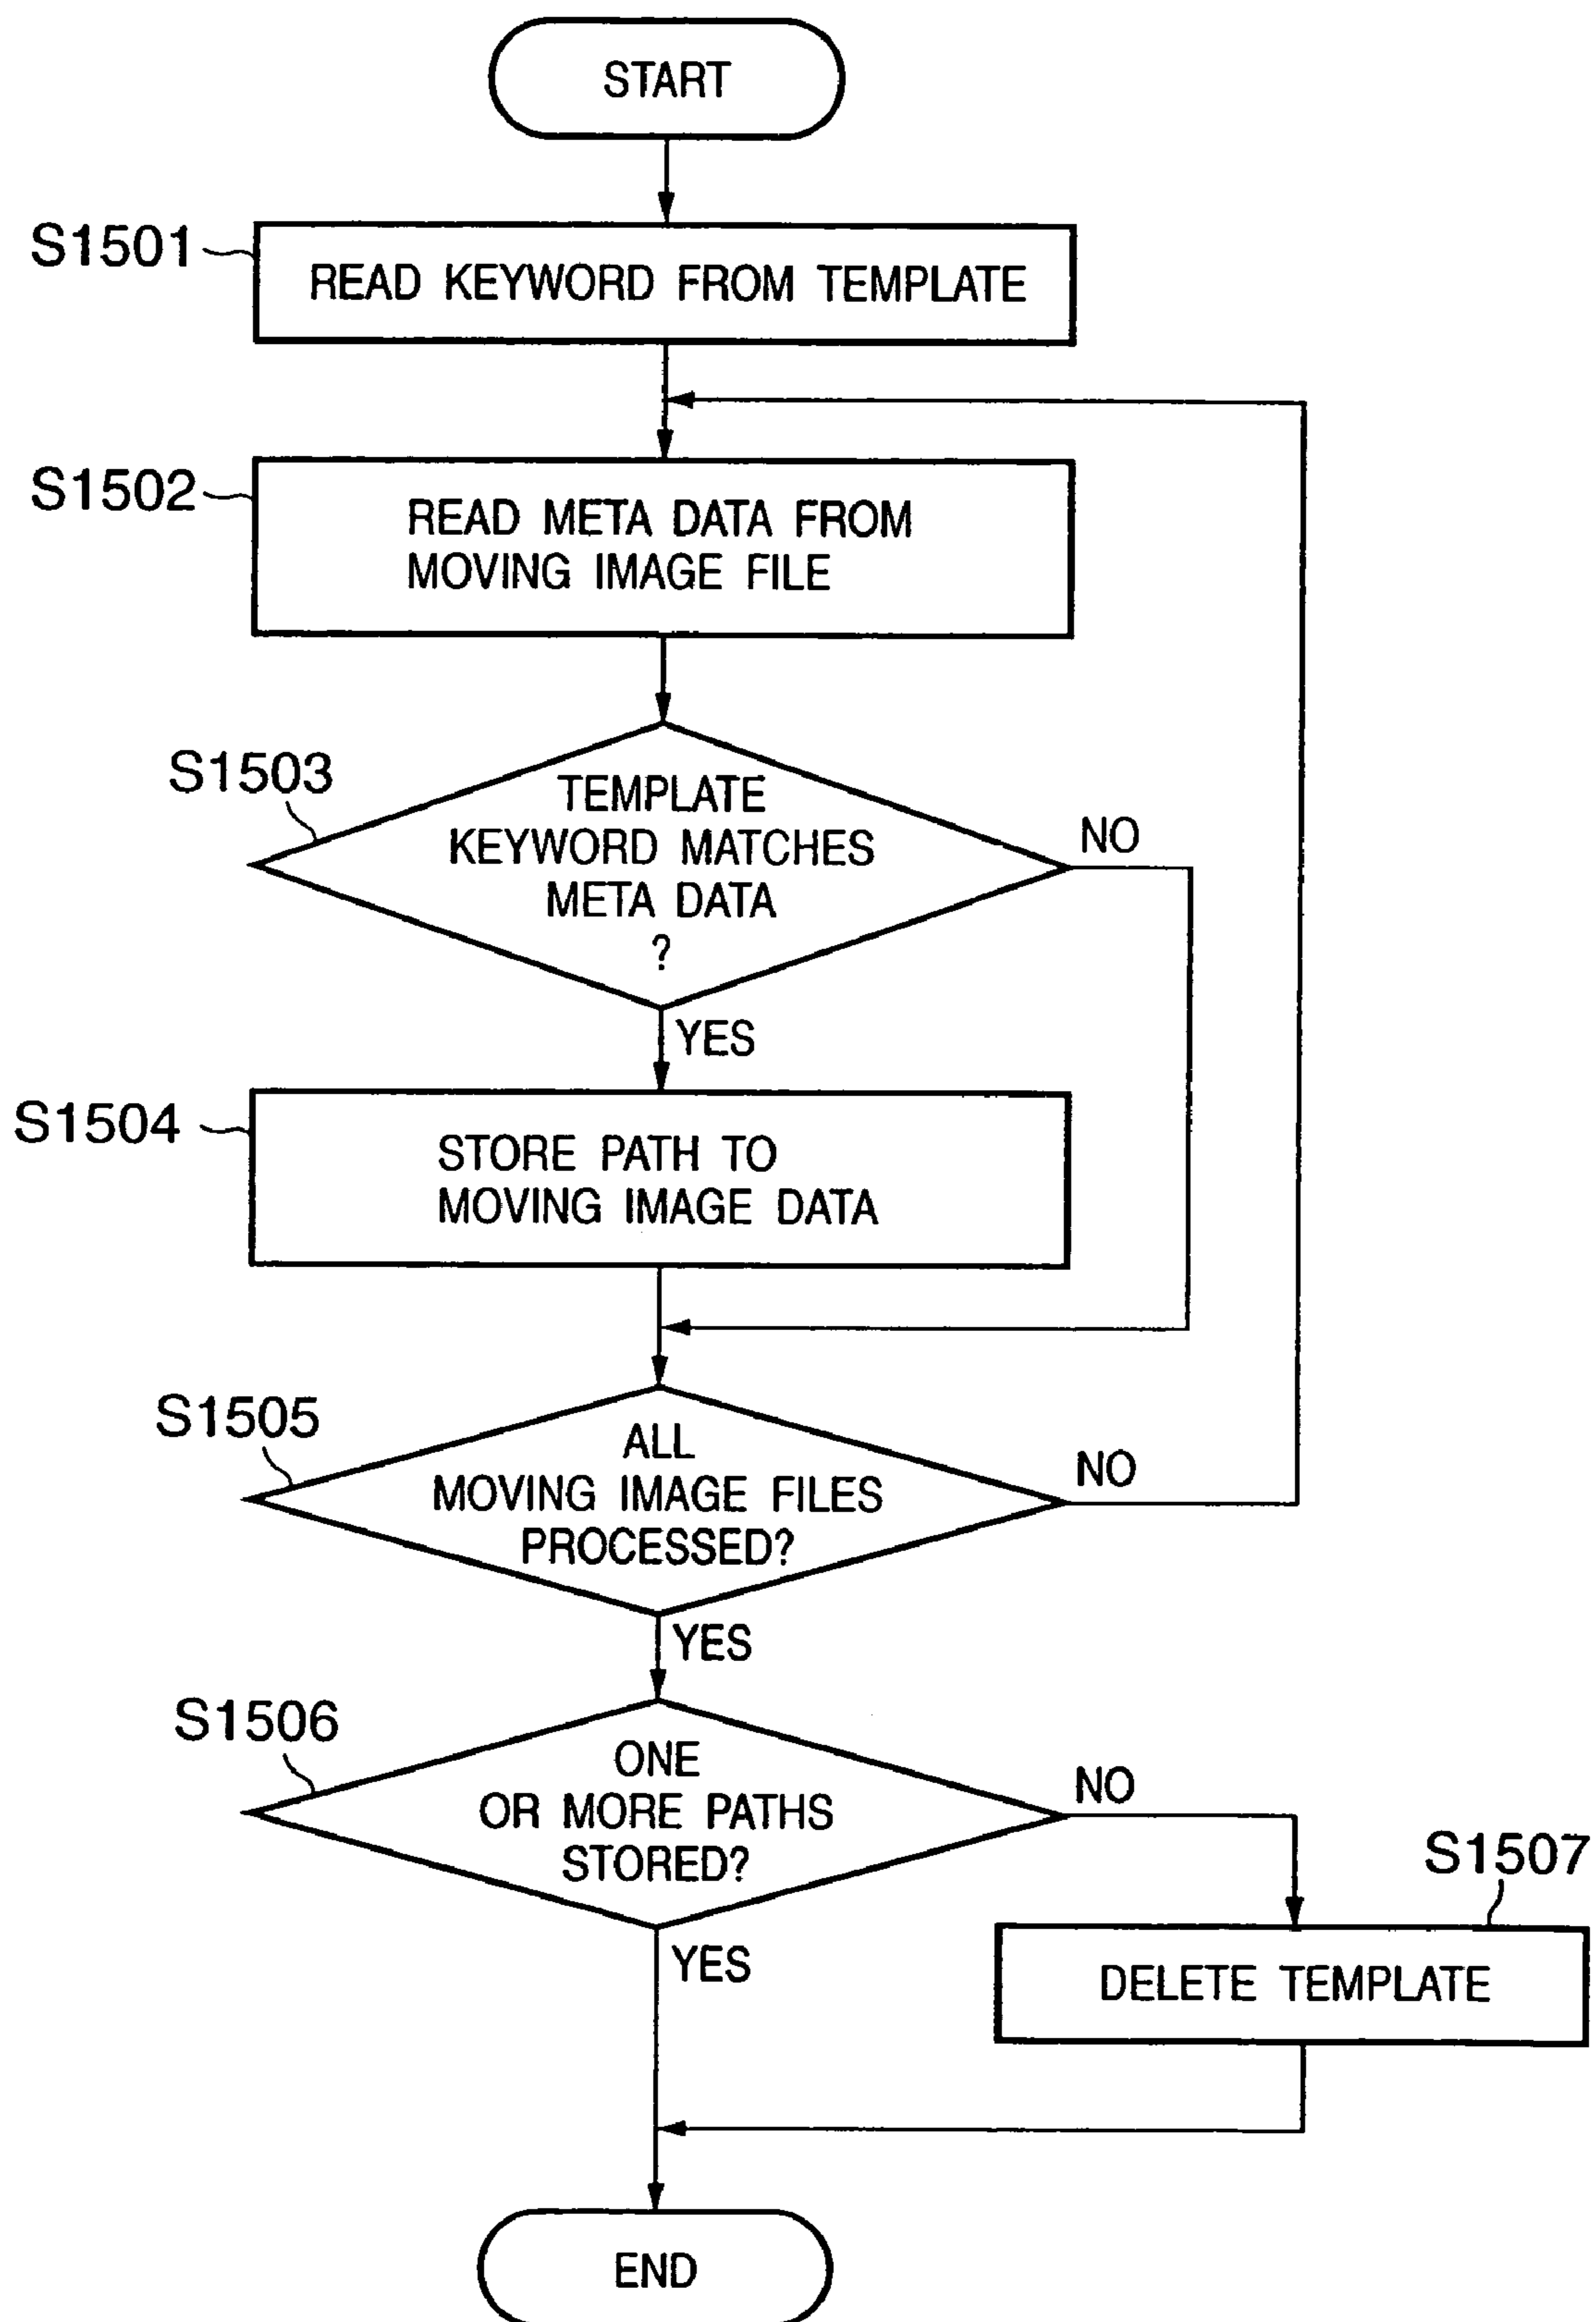 START
S1501
READ KEYWORD FROM TEMPLATE
S1502
READ META DATA FROM
MOVING IMAGE FILE
S1503
TEMPLATE
KEYWORD MATCHES
META DATA
?
NO
YES
S1504
STORE PATH TO
MOVING IMAGE DATA
S1505
ALL
MOVING IMAGE FILES
PROCESSED?
NO
YES
S1506
ONE
OR MORE PATHS
STORED?
NO
YES
S1507
DELETE TEMPLATE
END